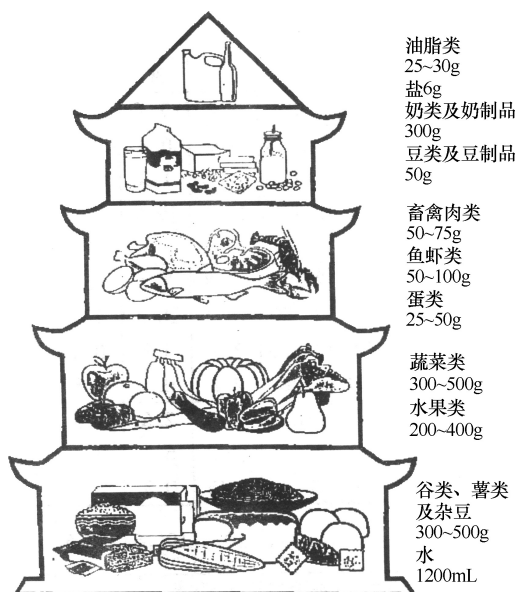 油脂类
25~30g
盐6g
奶类及奶制品
300g
豆类及豆制品
50g
畜禽肉类
50~75g
鱼虾类
50~100g
蛋类
25~50g
蔬菜类
300~500g
水果类
200~400g
谷类、薯类
及杂豆
300~500g
水
1200mL